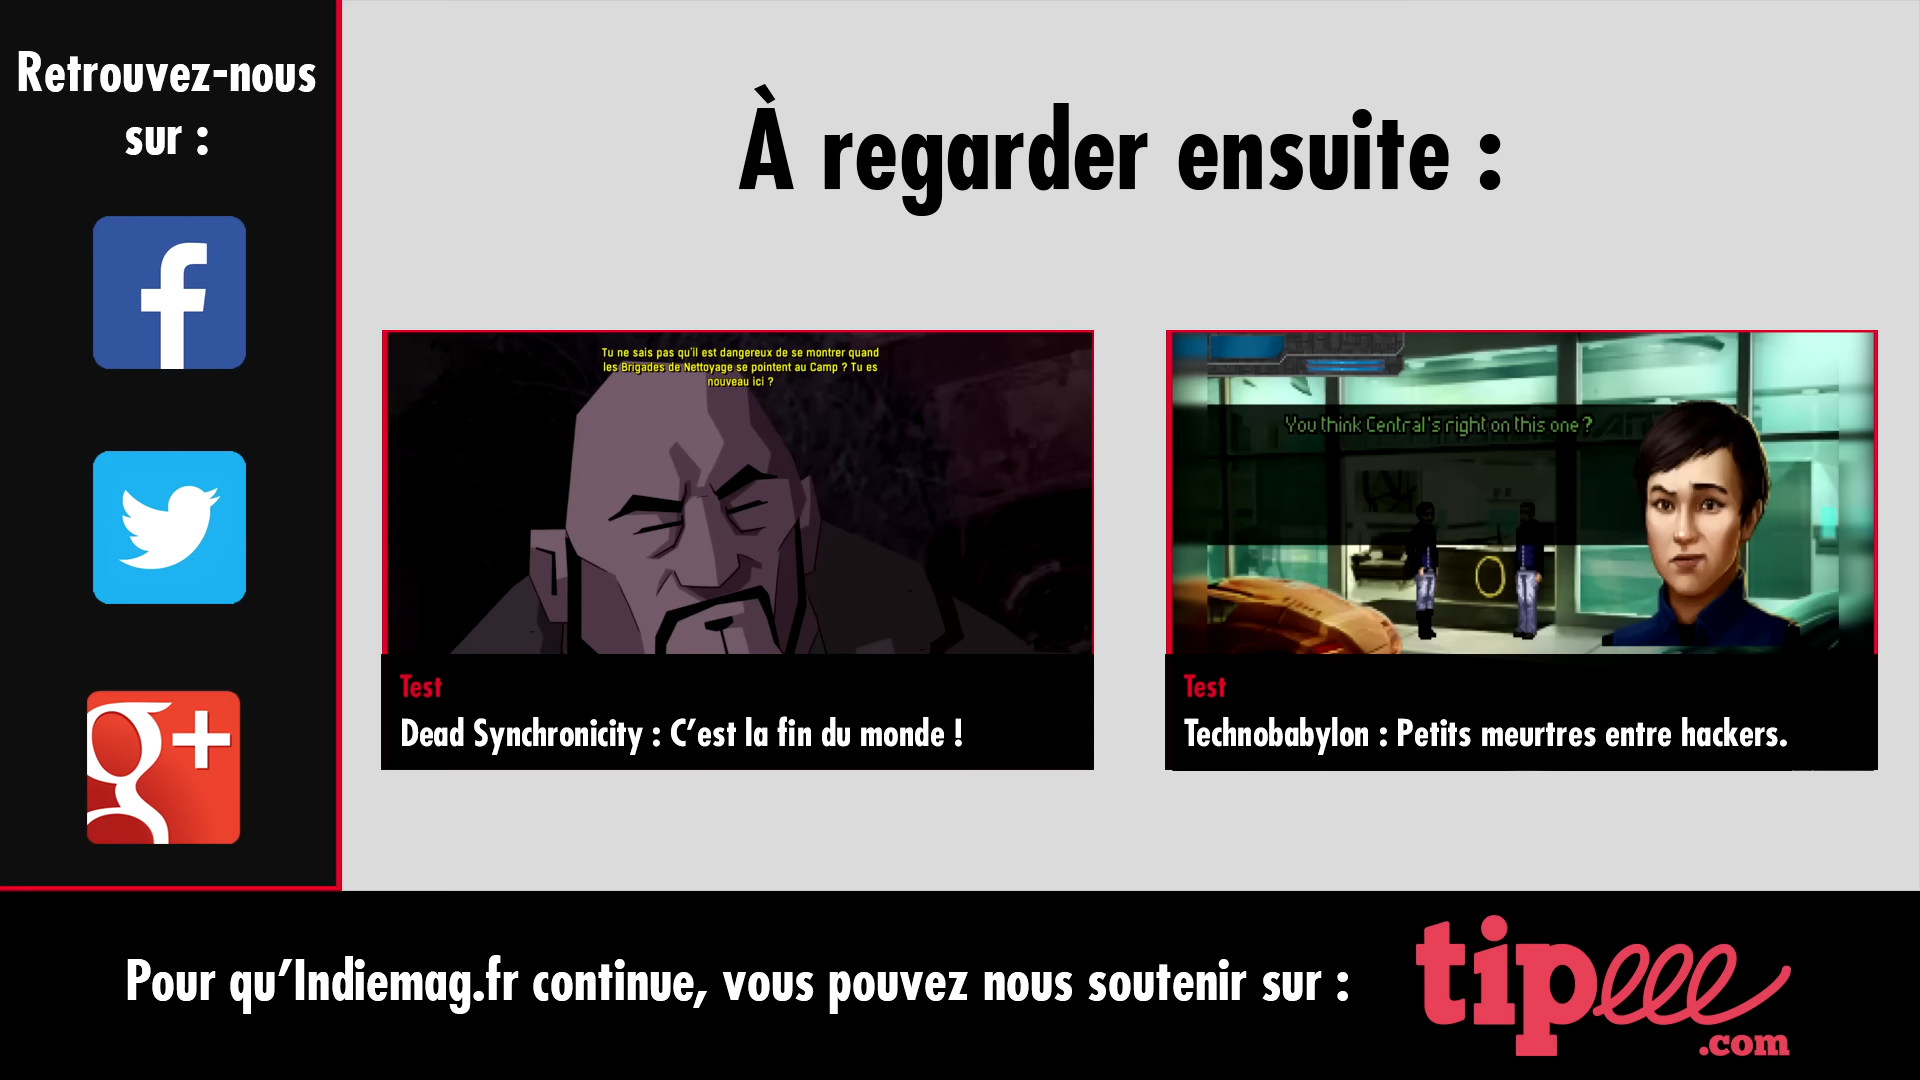 Retrouvez-nous
sur :
À regarder ensuite :
Tu ne sais pas qu'il est dangereux de se montrer quand
les Brigades de Nettoyage se pointent au Camp ? Tu es
nouveau ici ?
Test
Dead Synchronicity : C'est la fin du monde !
You think Central's right on this one?
Test
Technobabylon : Petits meurtres entre hackers.
Pour qu'Indiemag.fr continue, vous pouvez nous soutenir sur :
tipeee
.com